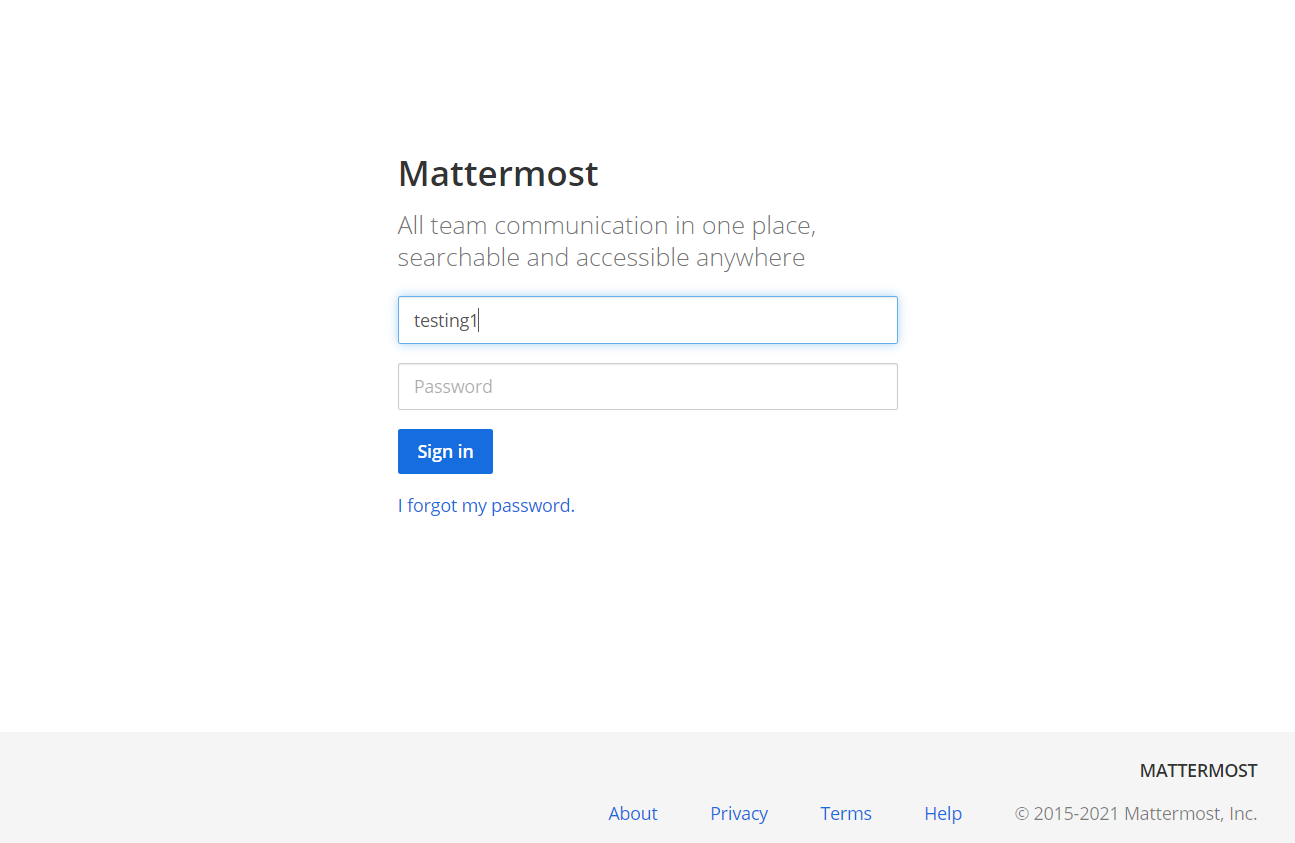 Mattermost
All team communication in one place,
searchable and accessible anywhere
testing1
Password
Sign in
I forgot my password.
MATTERMOST
About Privacy Terms Help © 2015-2021 Mattermost, Inc.